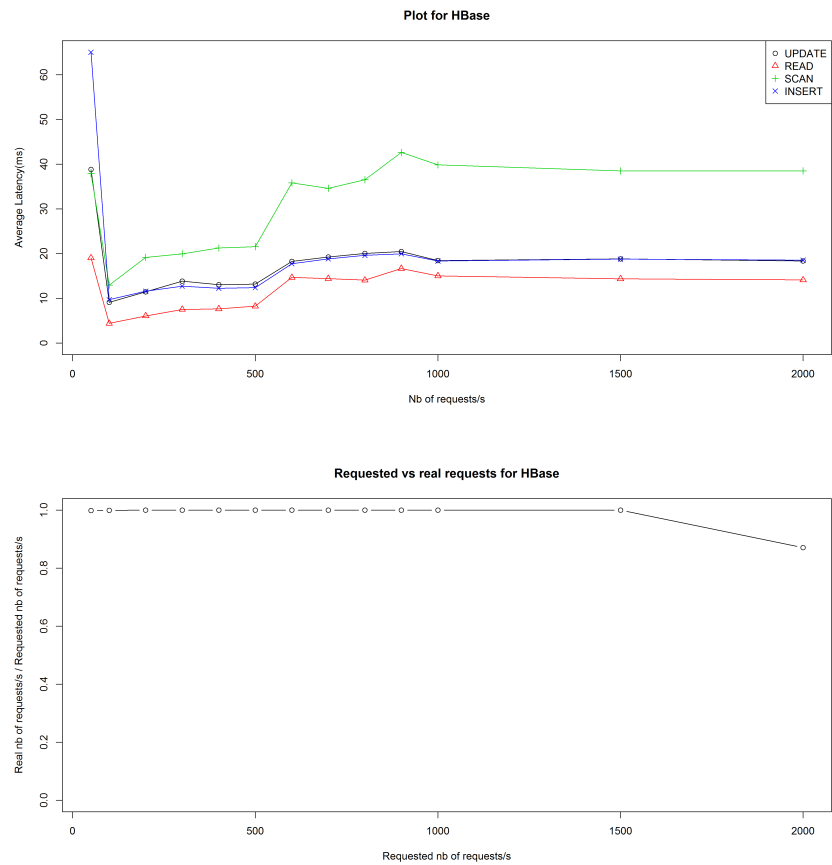 Plot for HBase
UPDATE
READ
SCAN
INSERT
Average Latency(ms)
60
50
40
30
20
10
0
0 500 1000 1500 2000
Nb of requests/s
Requested vs real requests for HBase
Real nb of requests/s / Requested nb of requests/s
1.0
0.8
0.6
0.4
0.2
0.0
0 500 1000 1500 2000
Requested nb of requests/s